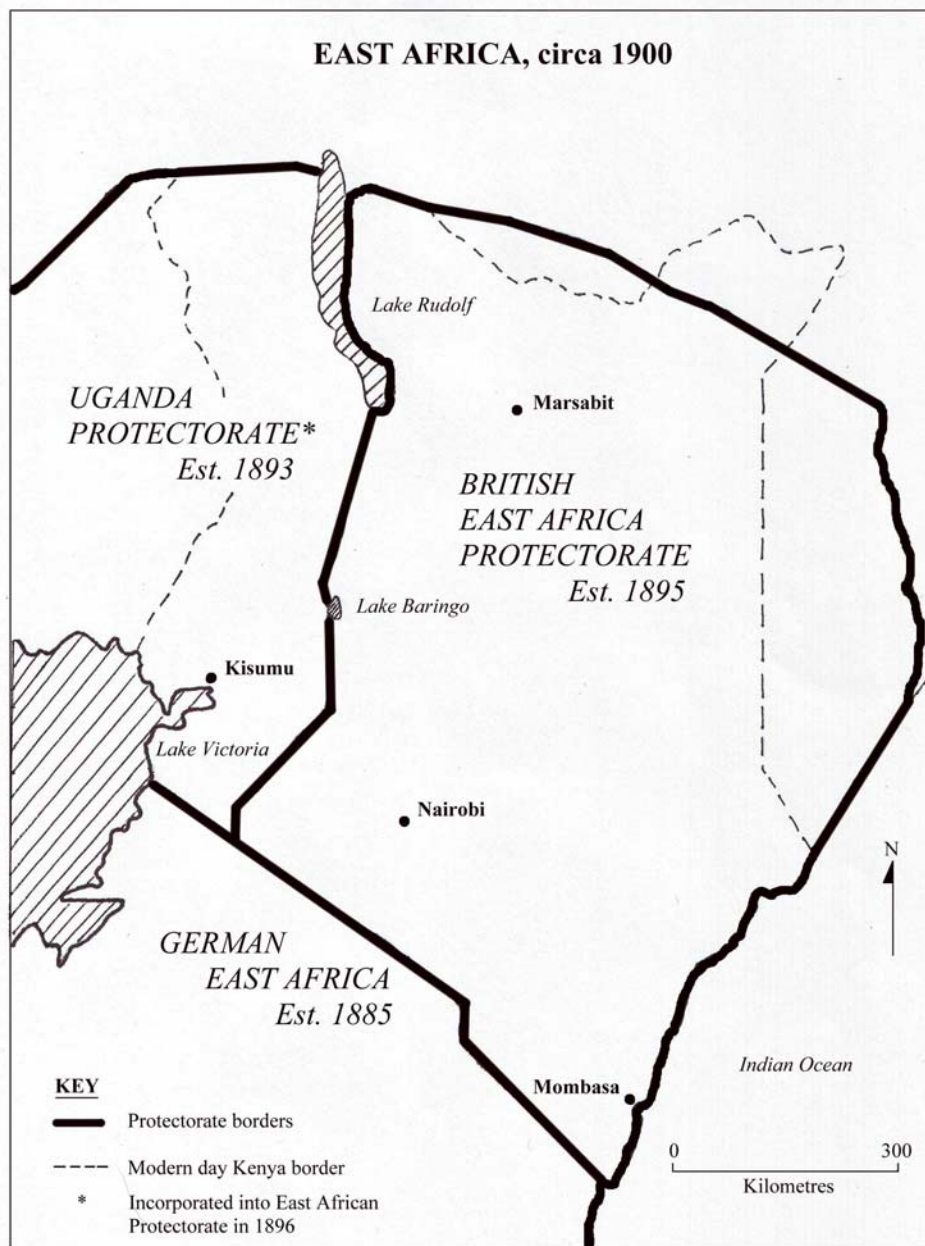 EAST AFRICA, circa 1900
Lake Rudolf
UGANDA
PROTECTORATE*
Est. 1893
Marsabit
BRITISH
EAST AFRICA
PROTECTORATE
Est. 1895
Lake Baringo
Kisumu
Lake Victoria
Nairobi
N
GERMAN
EAST AFRICA
Est. 1885
Indian Ocean
Mombasa
KEY
Protectorate borders
Modern day Kenya border
* Incorporated into East African
Protectorate in 1896
0 300
Kilometres